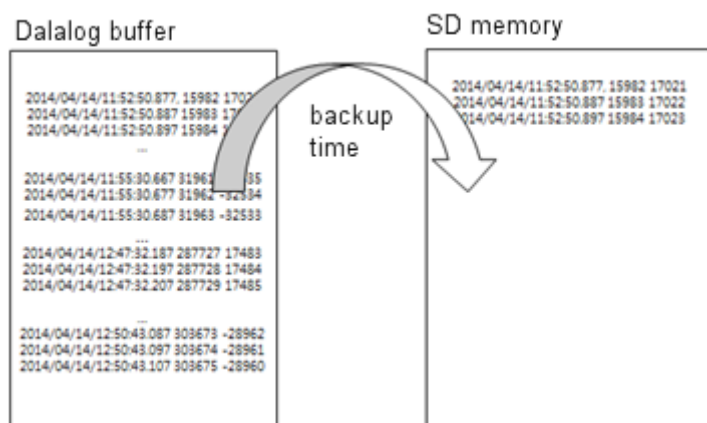 Dalalog buffer
SD memory
2014/04/14/11:52:50.877, 15982 1702
2014/04/14/11:52:50.887 15983 17
2014/04/14/11:52:50.897 15984 1
...
2014/04/14/11:55:30.667 31961 35
2014/04/14/11:55:30.677 31962 -32534
2014/04/14/11:55:30.687 31963 -32533
...
2014/04/14/12:47:32.187 287727 17483
2014/04/14/12:47:32.197 287728 17484
2014/04/14/12:47:32.207 287729 17485
...
2014/04/14/12:50:43.087 303673 -28962
2014/04/14/12:50:43.097 303674 -28961
2014/04/14/12:50:43.107 303675 -28960
backup
time
2014/04/14/11:52:50.877, 15982 17021
2014/04/14/11:52:50.887 15983 17022
2014/04/14/11:52:50.897 15984 17023